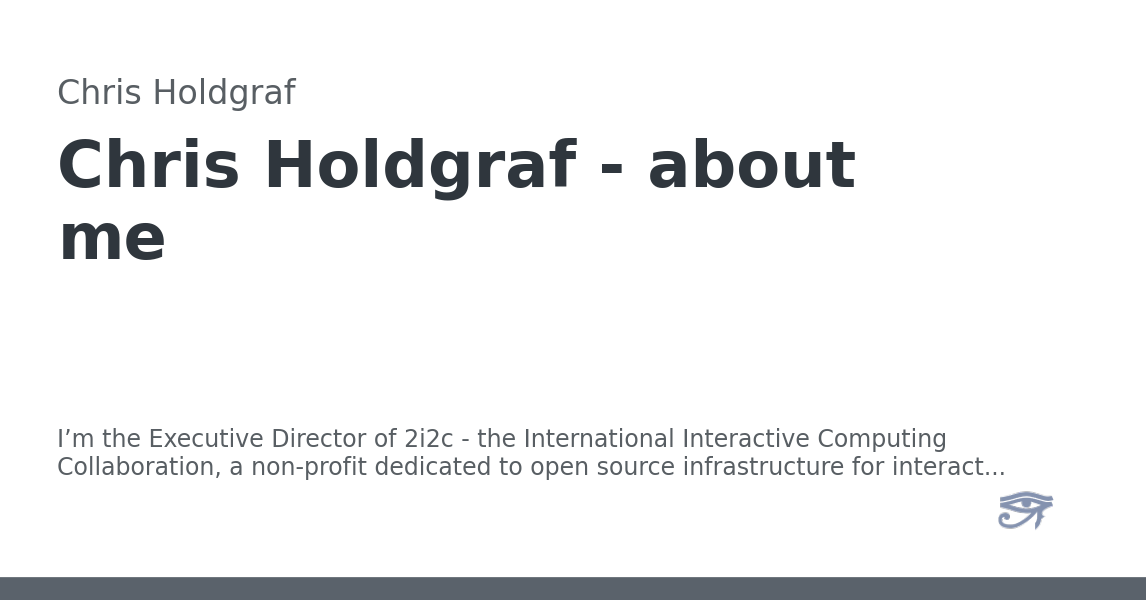 Chris Holdgraf
Chris Holdgraf - about
me
I’m the Executive Director of 2i2c - the International Interactive Computing
Collaboration, a non-profit dedicated to open source infrastructure for interact...